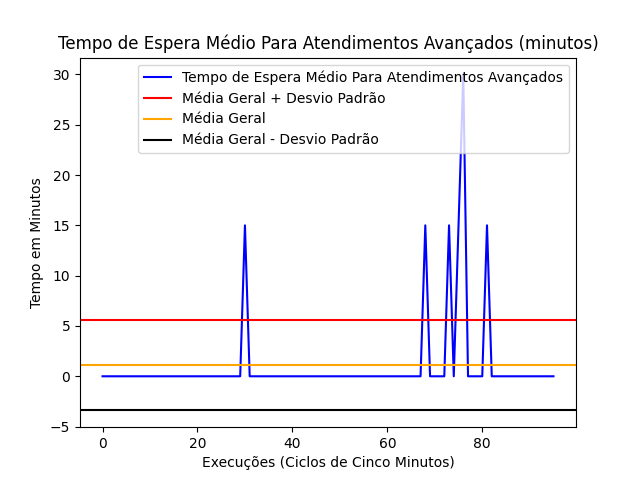 Tempo de Espera Médio Para Atendimentos Avançados (minutos)
Tempo de Espera Médio Para Atendimentos Avançados
Média Geral + Desvio Padrão
Média Geral
Média Geral - Desvio Padrão
Tempo em Minutos
30
25
20
15
10
5
0
−5
0 20 40 60 80
Execuções (Ciclos de Cinco Minutos)